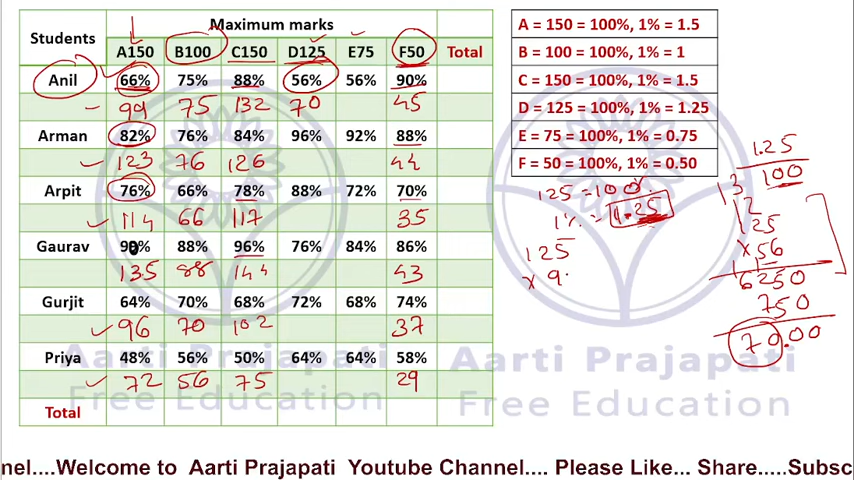 Maximum marks
Students A150 B100 C150 D125 E75 F50 Total
Anil 66% 75% 88% 56% 56% 90%
99 75 132 70 45
Arman 82% 76% 84% 96% 92% 88%
123 76 126 44
Arpit 76% 66% 78% 88% 72% 70%
114 66 117 35
Gaurav 90% 88% 96% 76% 84% 86%
135 88 144 43
Gurjit 64% 70% 68% 72% 68% 74%
96 70 102 37
Priya 48% 56% 50% 64% 64% 58%
72 56 75 29
Total
A = 150 = 100%, 1% = 1.5
B = 100 = 100%, 1% = 1
C = 150 = 100%, 1% = 1.5
D = 125 = 100%, 1% = 1.25
E = 75 = 100%, 1% = 0.75
F = 50 = 100%, 1% = 0.50
125 = 100%
1% = 1.25
125
x 9
125
100
13
12
125
x 56
11
6250
750
70.00
Aarti Prajapati
Free Education
Aarti Prajapati
Free Education
nel....Welcome to Aarti Prajapati Youtube Channel.... Please Like... Share.....Subsc